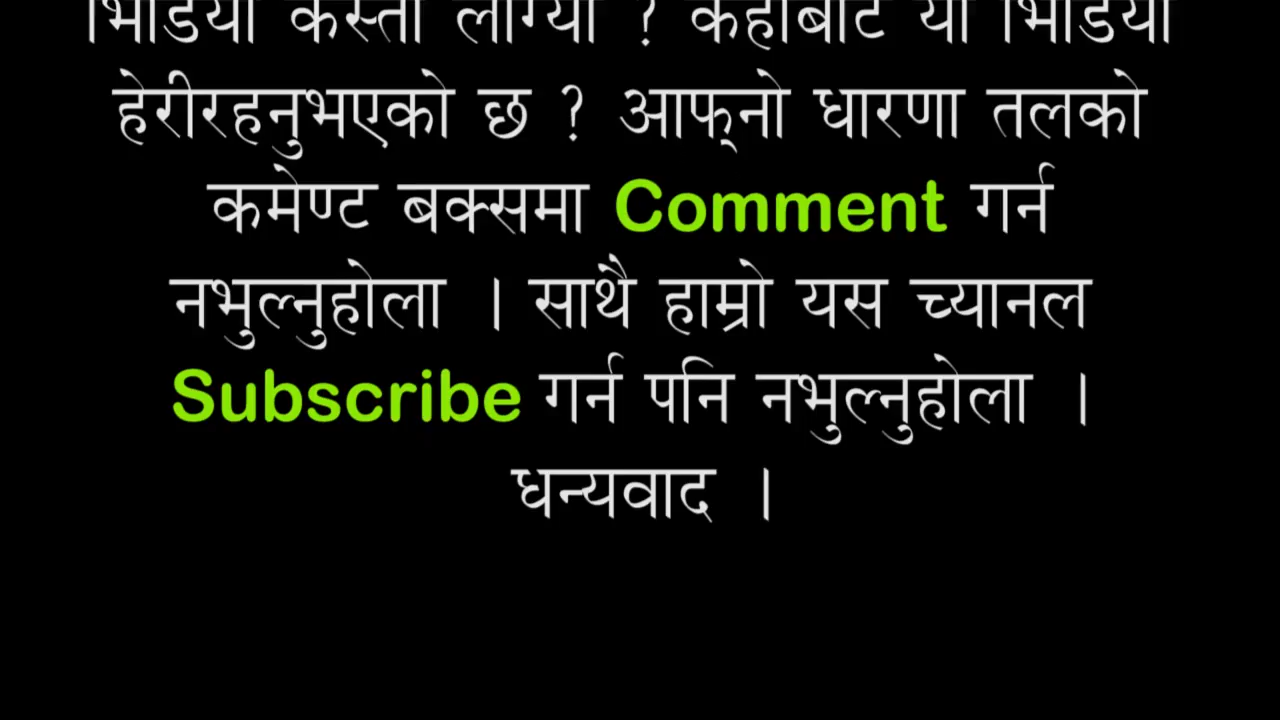 भिडियो कस्तो लाग्यो ? कहाँबाट यो भिडियो
हेरीरहनुभएको छ ? आफ्नो धारणा तलको
कमेण्ट बक्समा Comment गर्न
नभुल्नुहोला । साथै हाम्रो यस च्यानल
Subscribe गर्न पनि नभुल्नुहोला ।
धन्यवाद ।